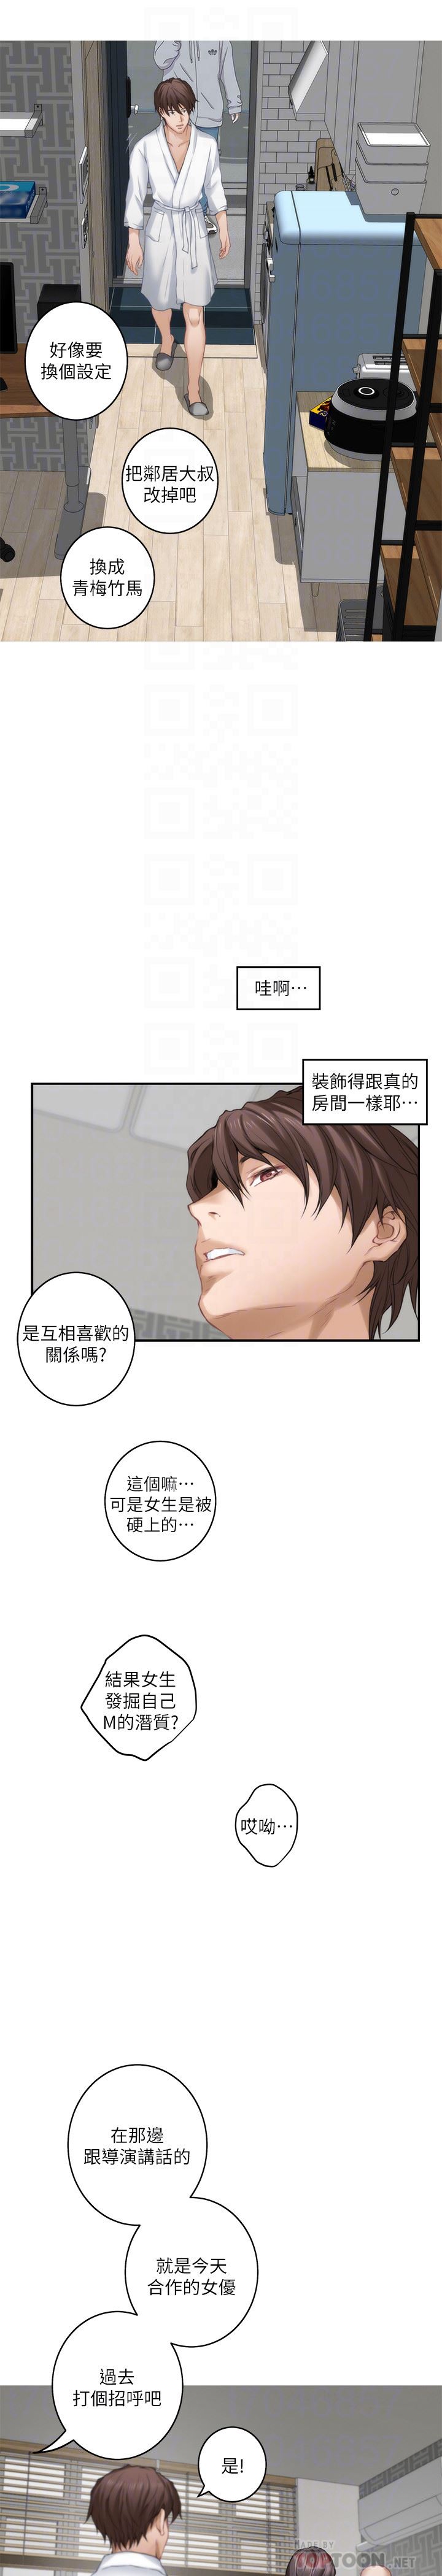 好像要
換個設定
把鄰居大叔
改掉吧
換成
青梅竹馬
哇啊…
裝飾得跟真的
房間一樣耶…
是互相喜歡的
關係嗎?
這個嘛…
可是女生是被
硬上的…
結果女生
發掘自己
M的潛質?
哎呦…
在那邊
跟導演講話的
就是今天
合作的女優
過去
打個招呼吧
是!
MADE BY
TOPTOON.NET